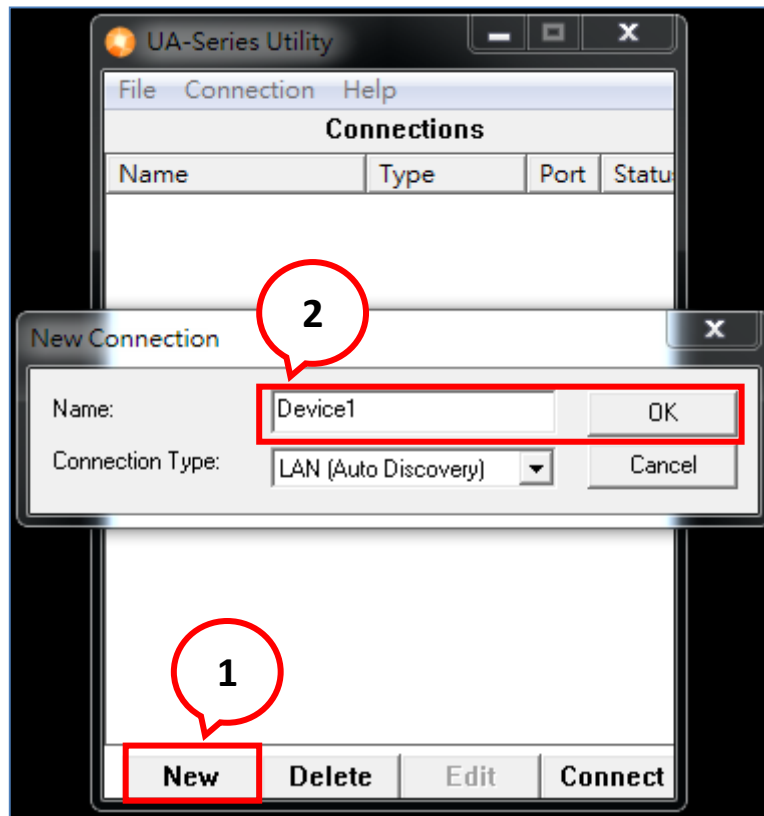 UA-Series Utility
File Connection Help
Connections
Name Type Port Statu
2
New Connection
Name: Device1 OK
Connection Type: LAN (Auto Discovery) Cancel
1
New Delete Edit Connect